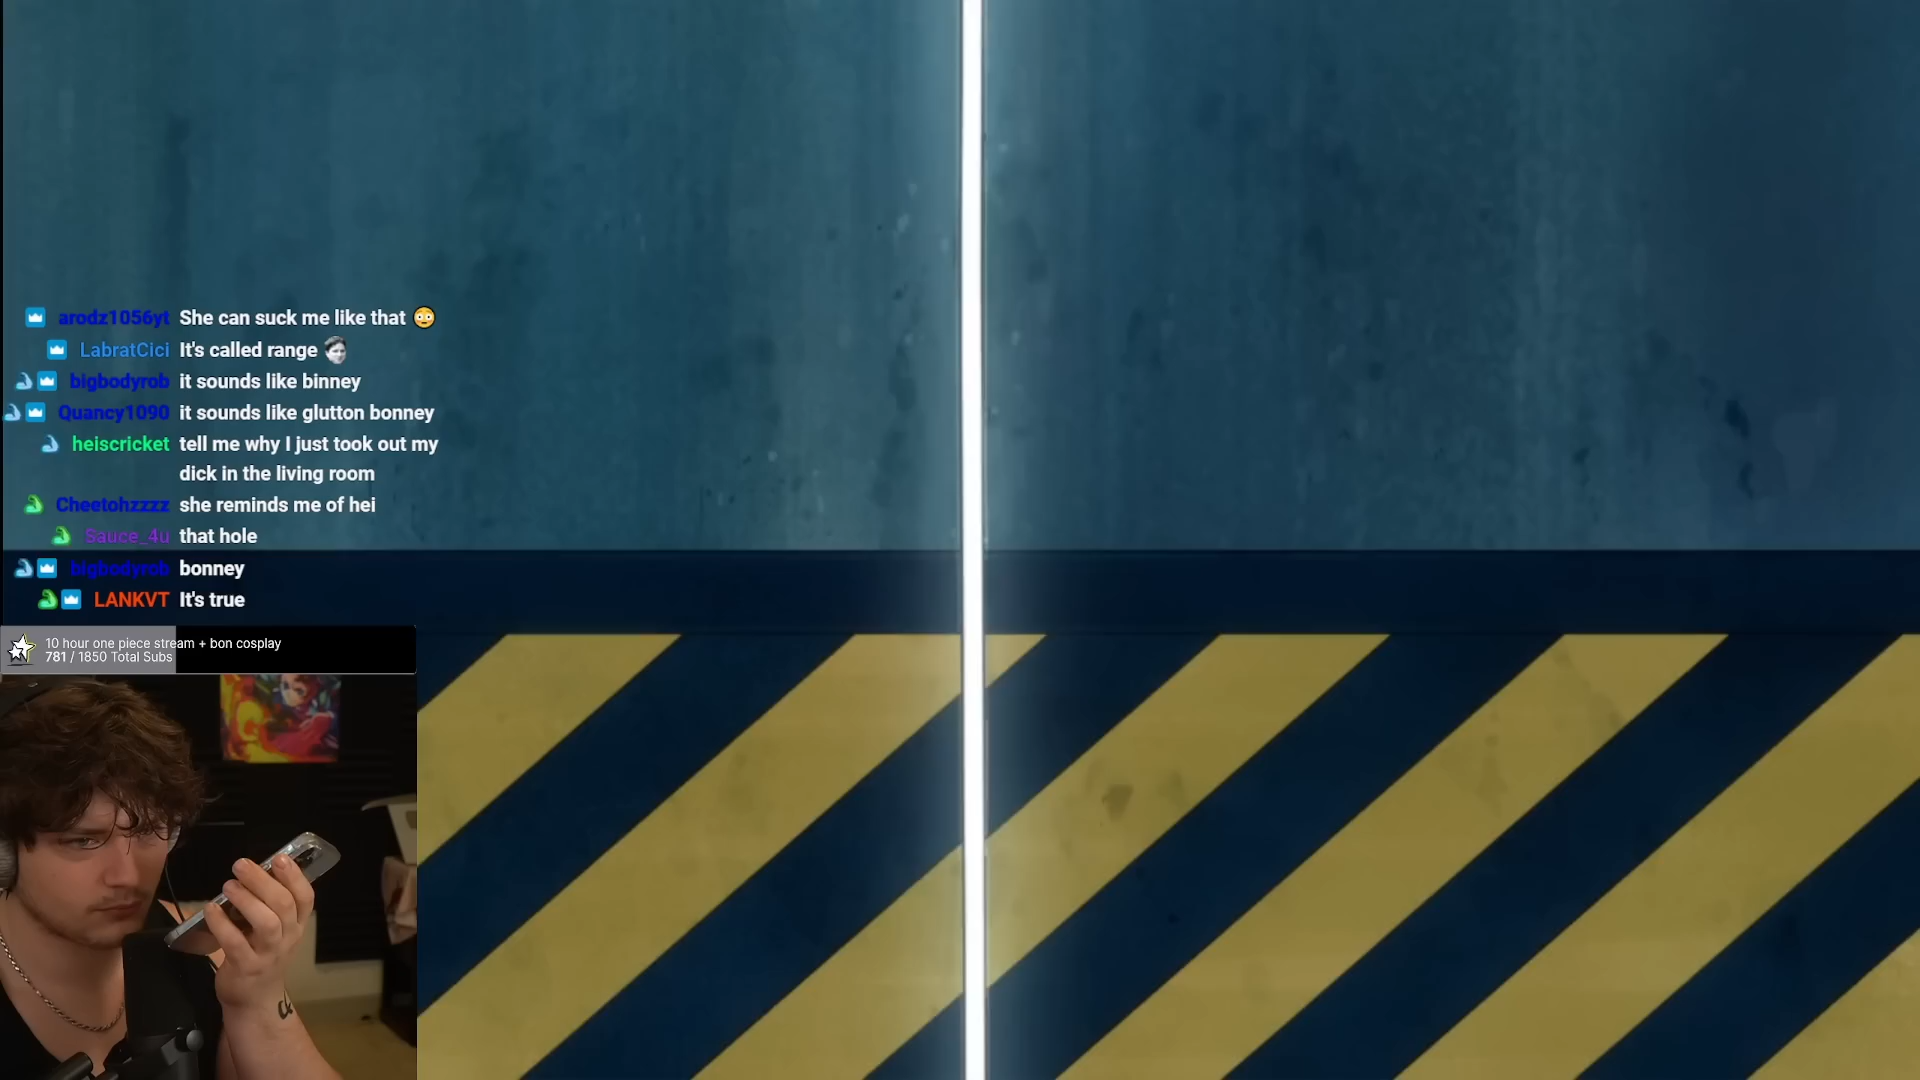 arodz1056yt She can suck me like that 😳
LabratCici It's called range
bigbodyrob it sounds like binney
Quancy1090 it sounds like glutton bonney
heiscricket tell me why I just took out my
dick in the living room
Cheetohzzzz she reminds me of hei
Sauce_4u that hole
bigbodyrob bonney
LANKVT It's true
10 hour one piece stream + bon cosplay
781 / 1850 Total Subs